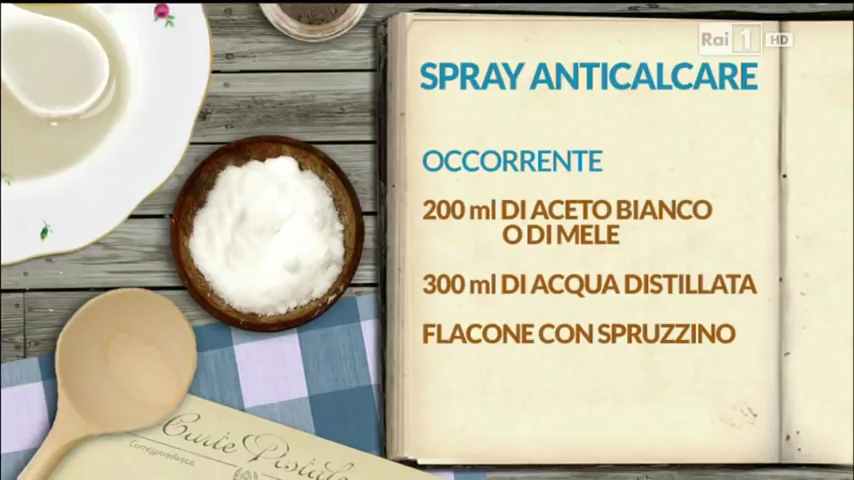 Rai 1 HD
SPRAY ANTICALCARE
OCCORRENTE
200 ml DI ACETO BIANCO
O DI MELE
300 ml DI ACQUA DISTILLATA
FLACONE CON SPRUZZINO
Carte Postale
Correspondance.